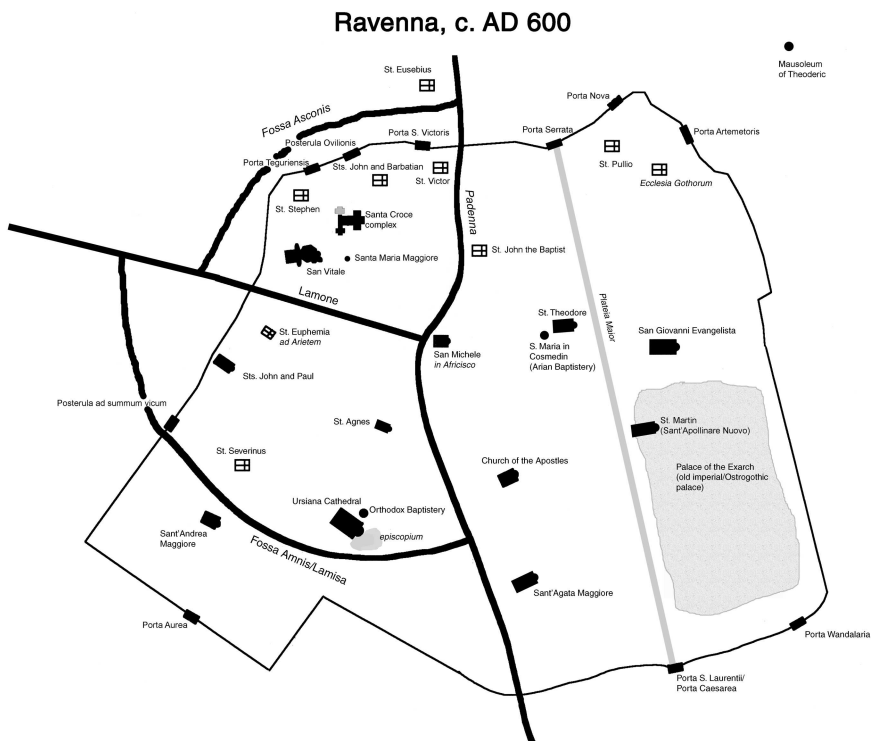 Ravenna, c. AD 600
Mausoleum
of Theoderic
St. Eusebius
Porta Nova
Fossa Asconis
Porta Artemetoris
Porta Serrata
Porta S. Victoris
Posterula Ovilionis
Porta Teguriensis
Sts. John and Barbatian
St. Victor
St. Pullio
Ecclesia Gothorum
St. Stephen
Santa Croce
complex
Padenna
St. John the Baptist
Santa Maria Maggiore
San Vitale
Lamone
Plateia Maior
St. Theodore
St. Euphemia
ad Arietem
San Giovanni Evangelista
S. Maria in
Cosmedin
(Arian Baptistery)
San Michele
in Africisco
Sts. John and Paul
Posterula ad summum vicum
St. Agnes
St. Martin
(Sant'Apollinare Nuovo)
St. Severinus
Church of the Apostles
Palace of the Exarch
(old imperial/Ostrogothic
palace)
Ursiana Cathedral
Orthodox Baptistery
episcopium
Sant'Andrea
Maggiore
Fossa Amnis/Lamisa
Sant'Agata Maggiore
Porta Aurea
Porta Wandalaria
Porta S. Laurentii/
Porta Caesarea